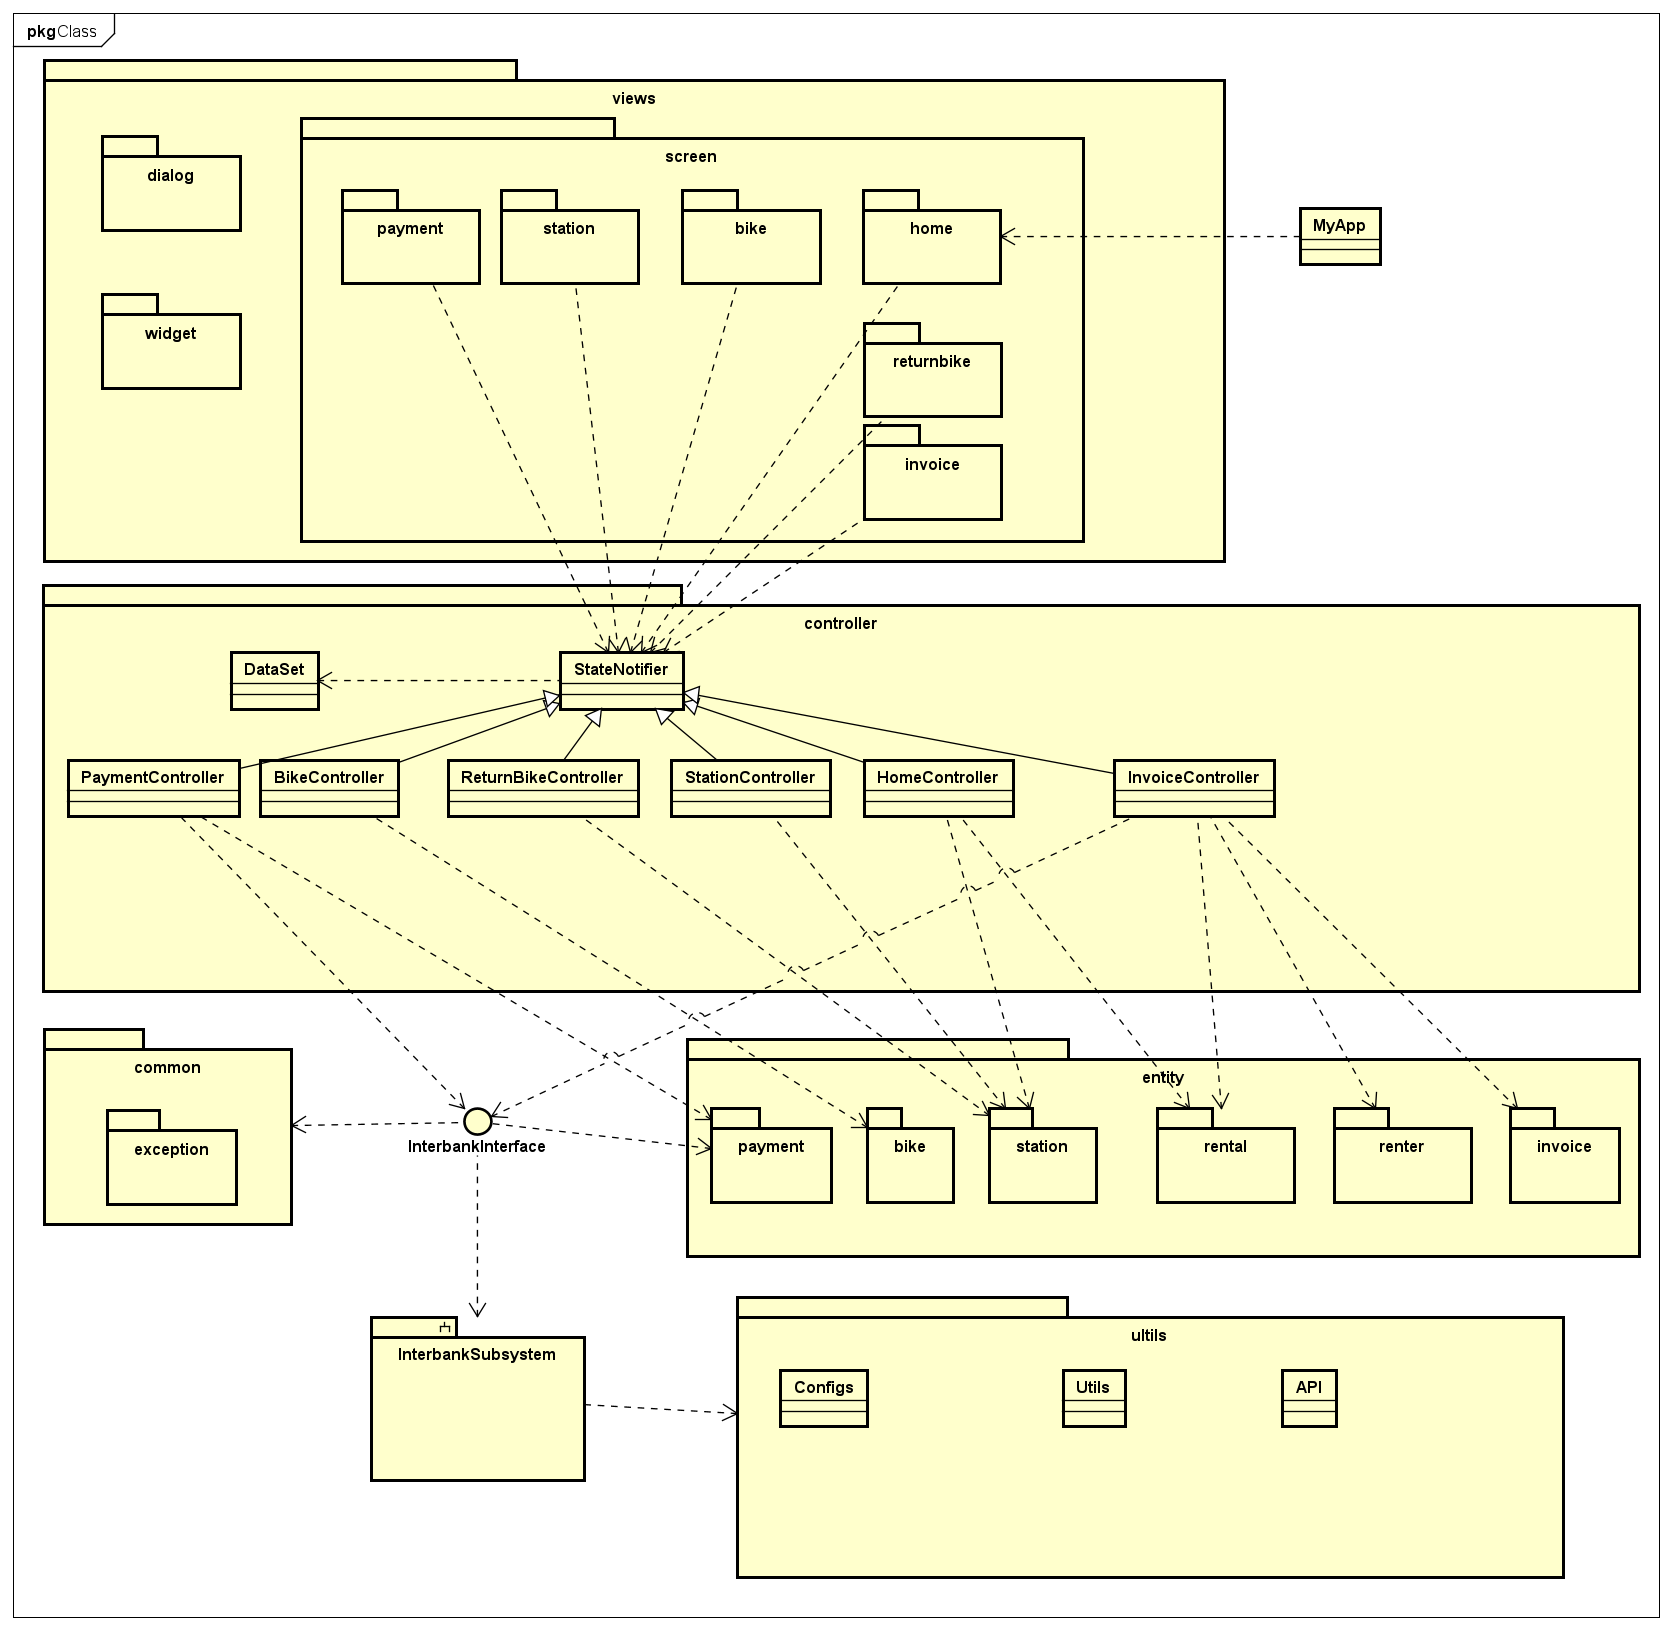 pkgClass
views
screen
dialog
payment
station
bike
home
MyApp
widget
returnbike
invoice
controller
DataSet
StateNotifier
PaymentController
BikeController
ReturnBikeController
StationController
HomeController
InvoiceController
common
exception
InterbankInterface
entity
payment
bike
station
rental
renter
invoice
InterbankSubsystem
ultils
Configs
Utils
API